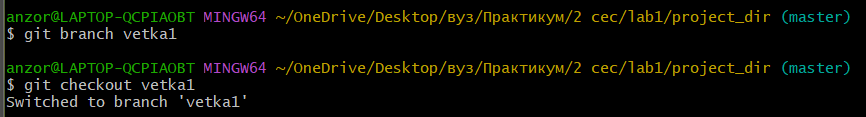 anzor@LAPTOP-QCPIAOBT MINGW64 ~/OneDrive/Desktop/вуз/Практикум/2 сес/lab1/project_dir (master)
$ git branch vetka1
anzor@LAPTOP-QCPIAOBT MINGW64 ~/OneDrive/Desktop/вуз/Практикум/2 сес/lab1/project_dir (master)
$ git checkout vetka1
Switched to branch 'vetka1'